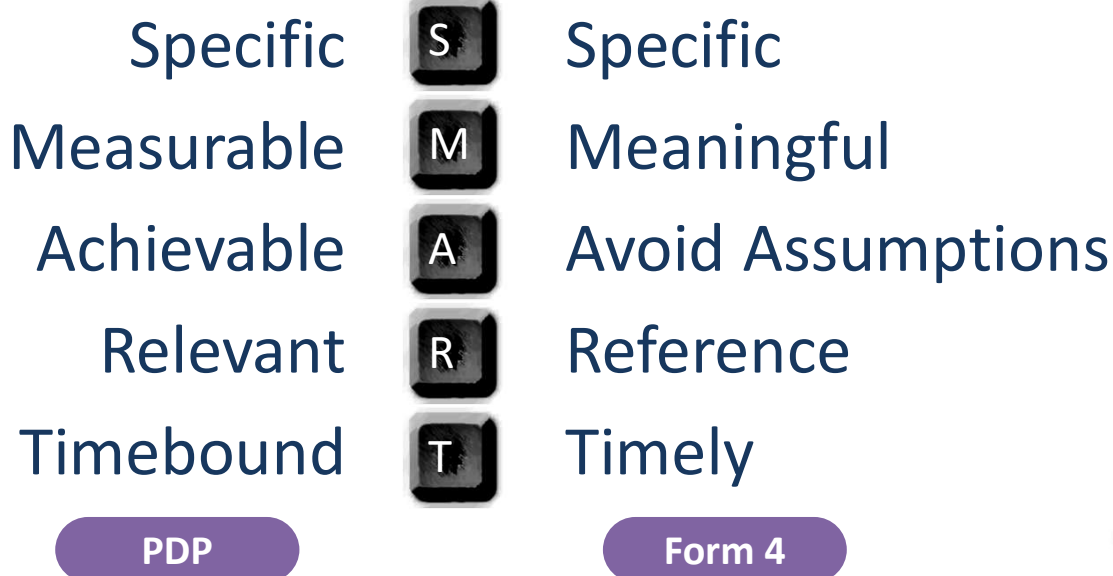 Specific S Specific
Measurable M Meaningful
Achievable A Avoid Assumptions
Relevant R Reference
Timebound T Timely
PDP Form 4